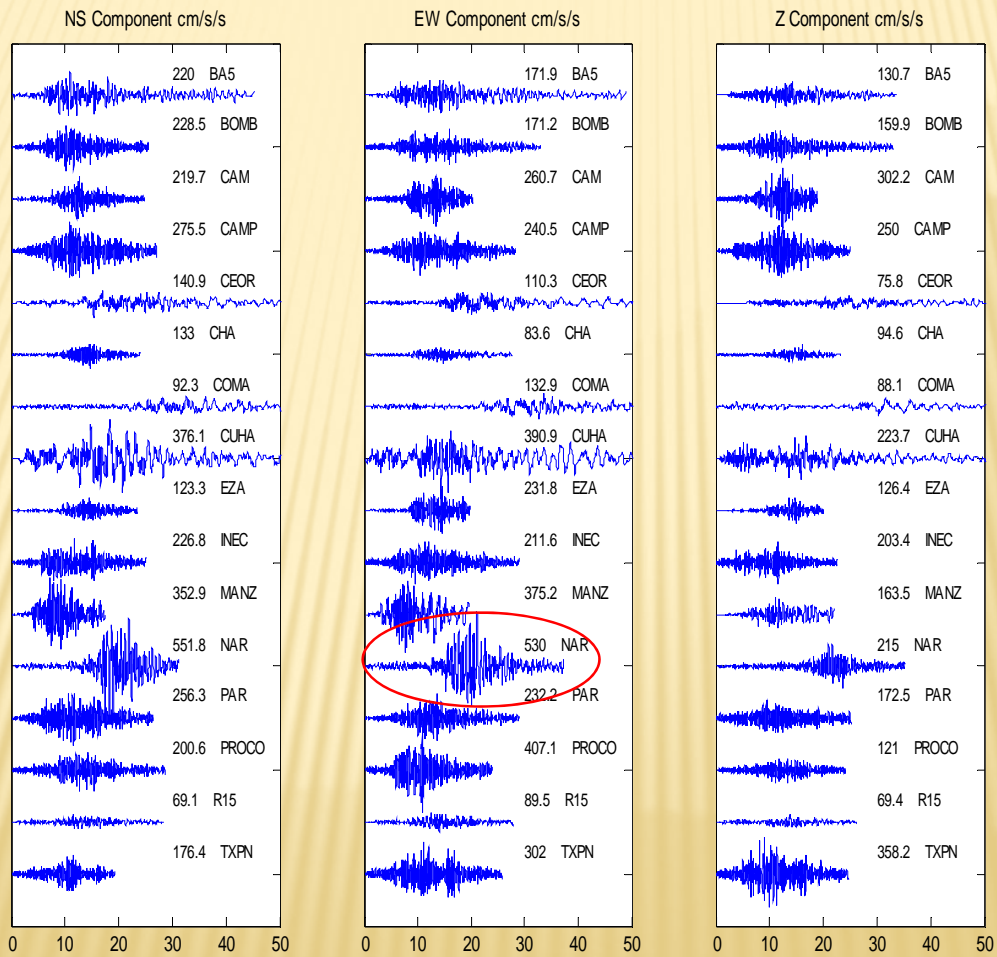 NS Component cm/s/s
220 BA5
228.5 BOMB
219.7 CAM
275.5 CAMP
140.9 CEOR
133 CHA
92.3 COMA
376.1 CUHA
123.3 EZA
226.8 INEC
352.9 MANZ
551.8 NAR
256.3 PAR
200.6 PROCO
69.1 R15
176.4 TXPN
0 10 20 30 40 50
EW Component cm/s/s
171.9 BA5
171.2 BOMB
260.7 CAM
240.5 CAMP
110.3 CEOR
83.6 CHA
132.9 COMA
390.9 CUHA
231.8 EZA
211.6 INEC
375.2 MANZ
530 NAR
232.2 PAR
407.1 PROCO
89.5 R15
302 TXPN
0 10 20 30 40 50
Z Component cm/s/s
130.7 BA5
159.9 BOMB
302.2 CAM
250 CAMP
75.8 CEOR
94.6 CHA
88.1 COMA
223.7 CUHA
126.4 EZA
203.4 INEC
163.5 MANZ
215 NAR
172.5 PAR
121 PROCO
69.4 R15
358.2 TXPN
0 10 20 30 40 50